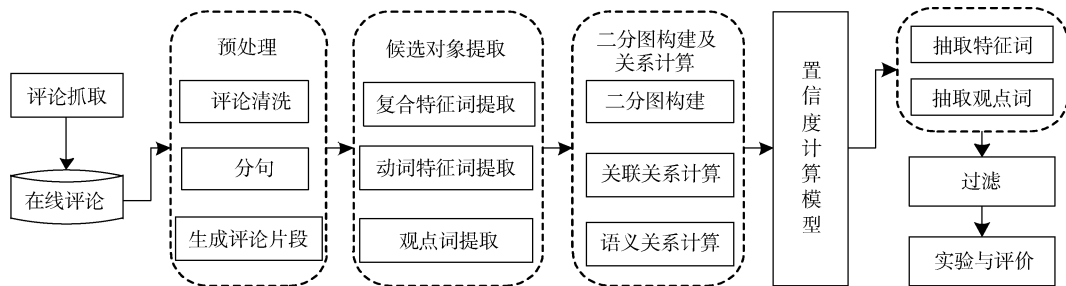 评论抓取
在线评论
预处理
评论清洗
分句
生成评论片段
候选对象提取
复合特征词提取
动词特征词提取
观点词提取
二分图构建及
关系计算
二分图构建
关联关系计算
语义关系计算
置信度计算模型
抽取特征词
抽取观点词
过滤
实验与评价